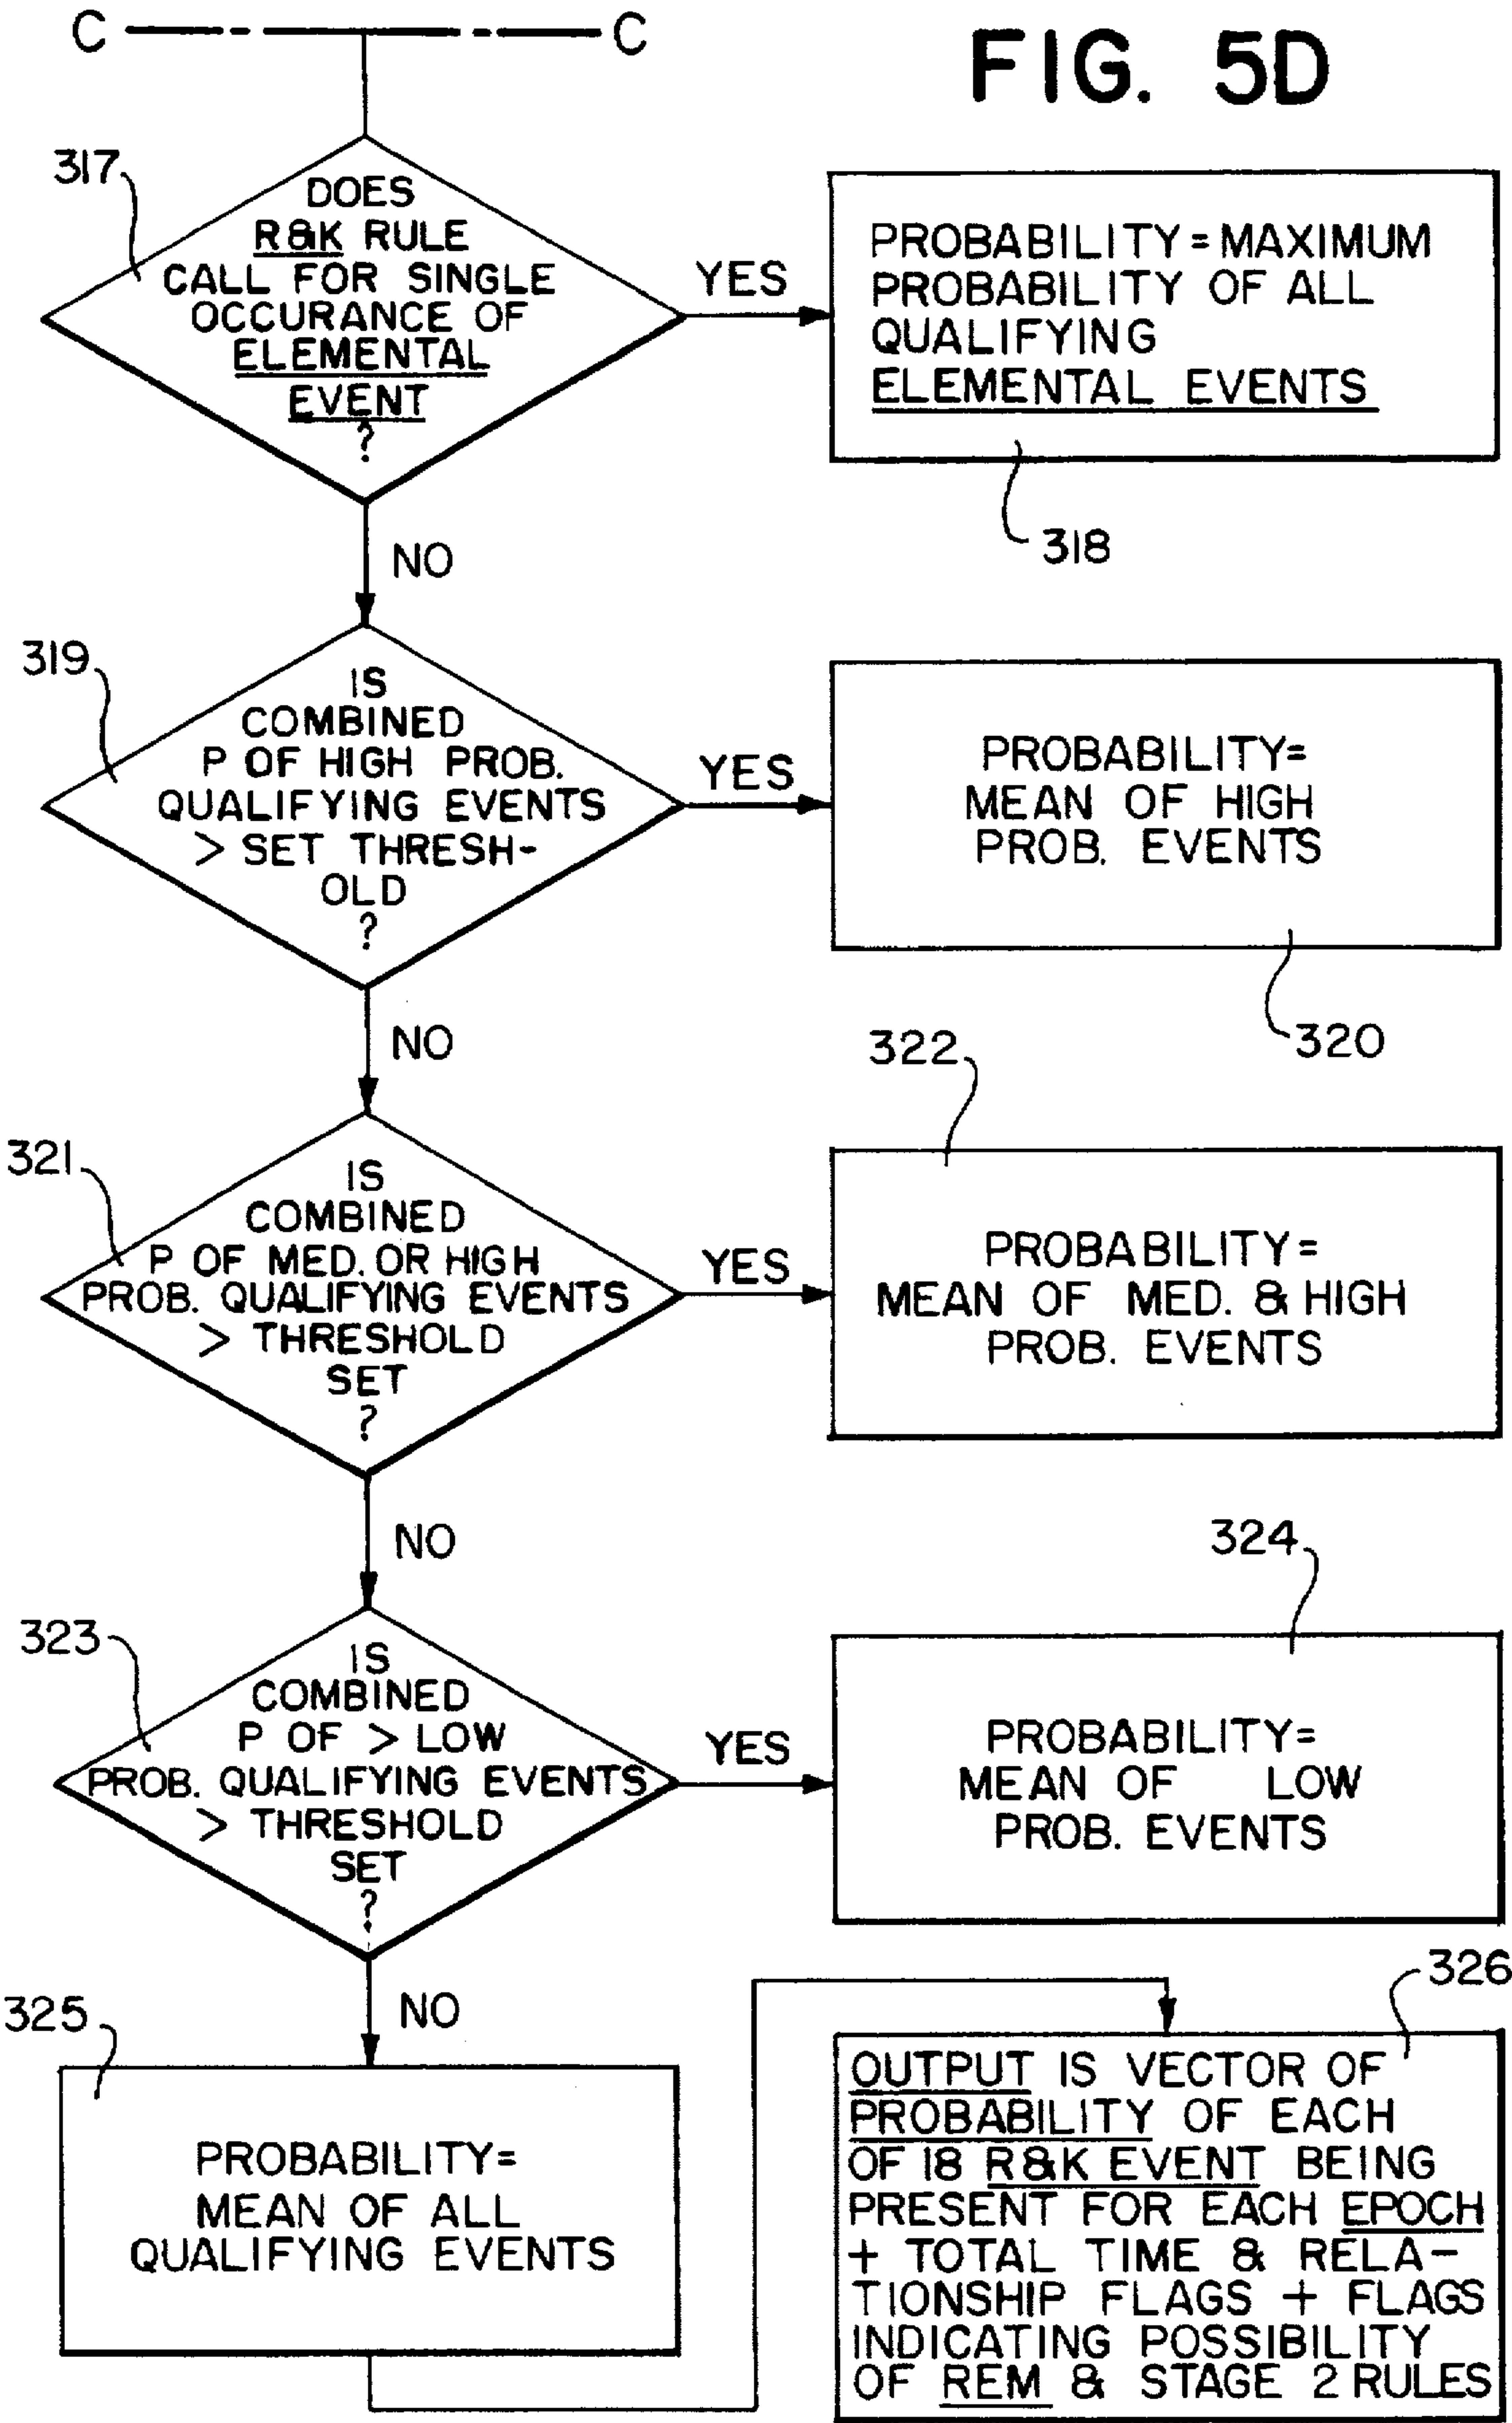 C C
FIG. 5D
317
DOES
R&K RULE
CALL FOR SINGLE
OCCURANCE OF
ELEMENTAL
EVENT
?
YES
PROBABILITY = MAXIMUM
PROBABILITY OF ALL
QUALIFYING
ELEMENTAL EVENTS
318
NO
319
IS
COMBINED
P OF HIGH PROB.
QUALIFYING EVENTS
> SET THRESH-
OLD
?
YES
PROBABILITY=
MEAN OF HIGH
PROB. EVENTS
320
NO
321
IS
COMBINED
P OF MED. OR HIGH
PROB. QUALIFYING EVENTS
> THRESHOLD
SET
?
YES
322
PROBABILITY=
MEAN OF MED. & HIGH
PROB. EVENTS
NO
323
IS
COMBINED
P OF > LOW
PROB. QUALIFYING EVENTS
> THRESHOLD
SET
?
YES
324
PROBABILITY=
MEAN OF LOW
PROB. EVENTS
NO
325
PROBABILITY=
MEAN OF ALL
QUALIFYING EVENTS
326
OUTPUT IS VECTOR OF
PROBABILITY OF EACH
OF 18 R&K EVENT BEING
PRESENT FOR EACH EPOCH
+ TOTAL TIME & RELA-
TIONSHIP FLAGS + FLAGS
INDICATING POSSIBILITY
OF REM & STAGE 2 RULES